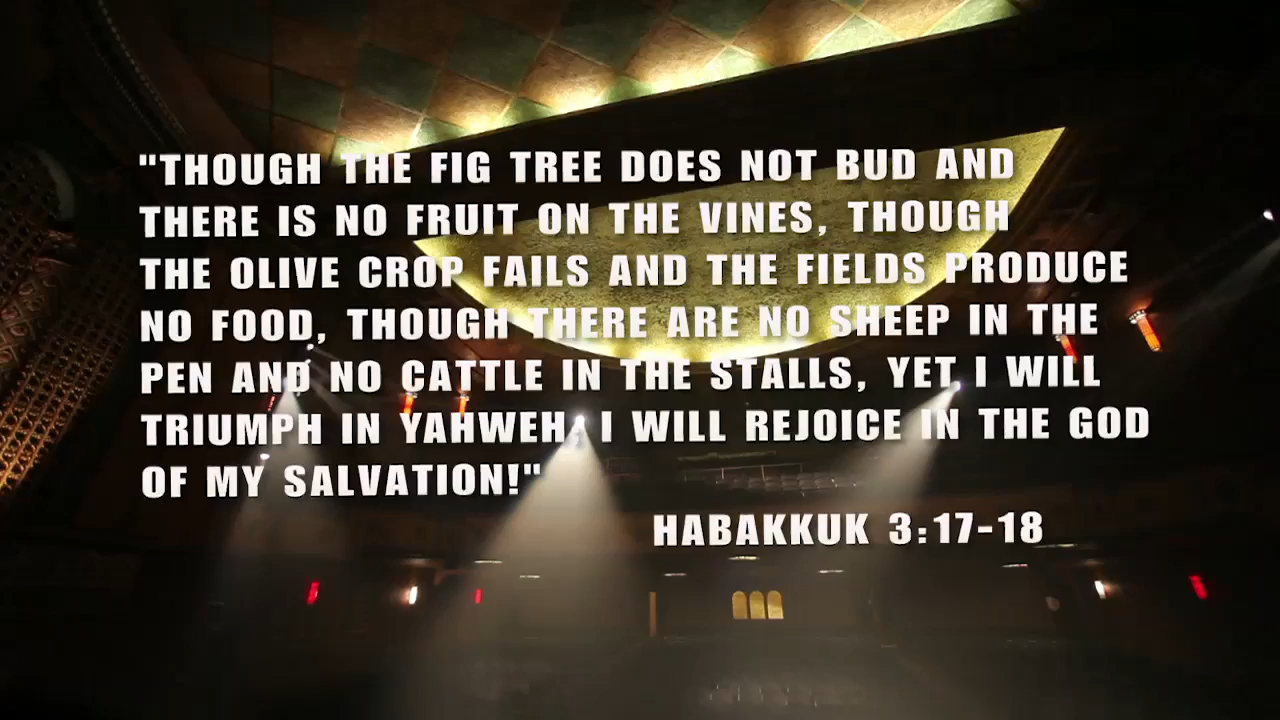 "THOUGH THE FIG TREE DOES NOT BUD AND
THERE IS NO FRUIT ON THE VINES, THOUGH
THE OLIVE CROP FAILS AND THE FIELDS PRODUCE
NO FOOD, THOUGH THERE ARE NO SHEEP IN THE
PEN AND NO CATTLE IN THE STALLS, YET I WILL
TRIUMPH IN YAHWEH; I WILL REJOICE IN THE GOD
OF MY SALVATION!"
HABAKKUK 3:17-18